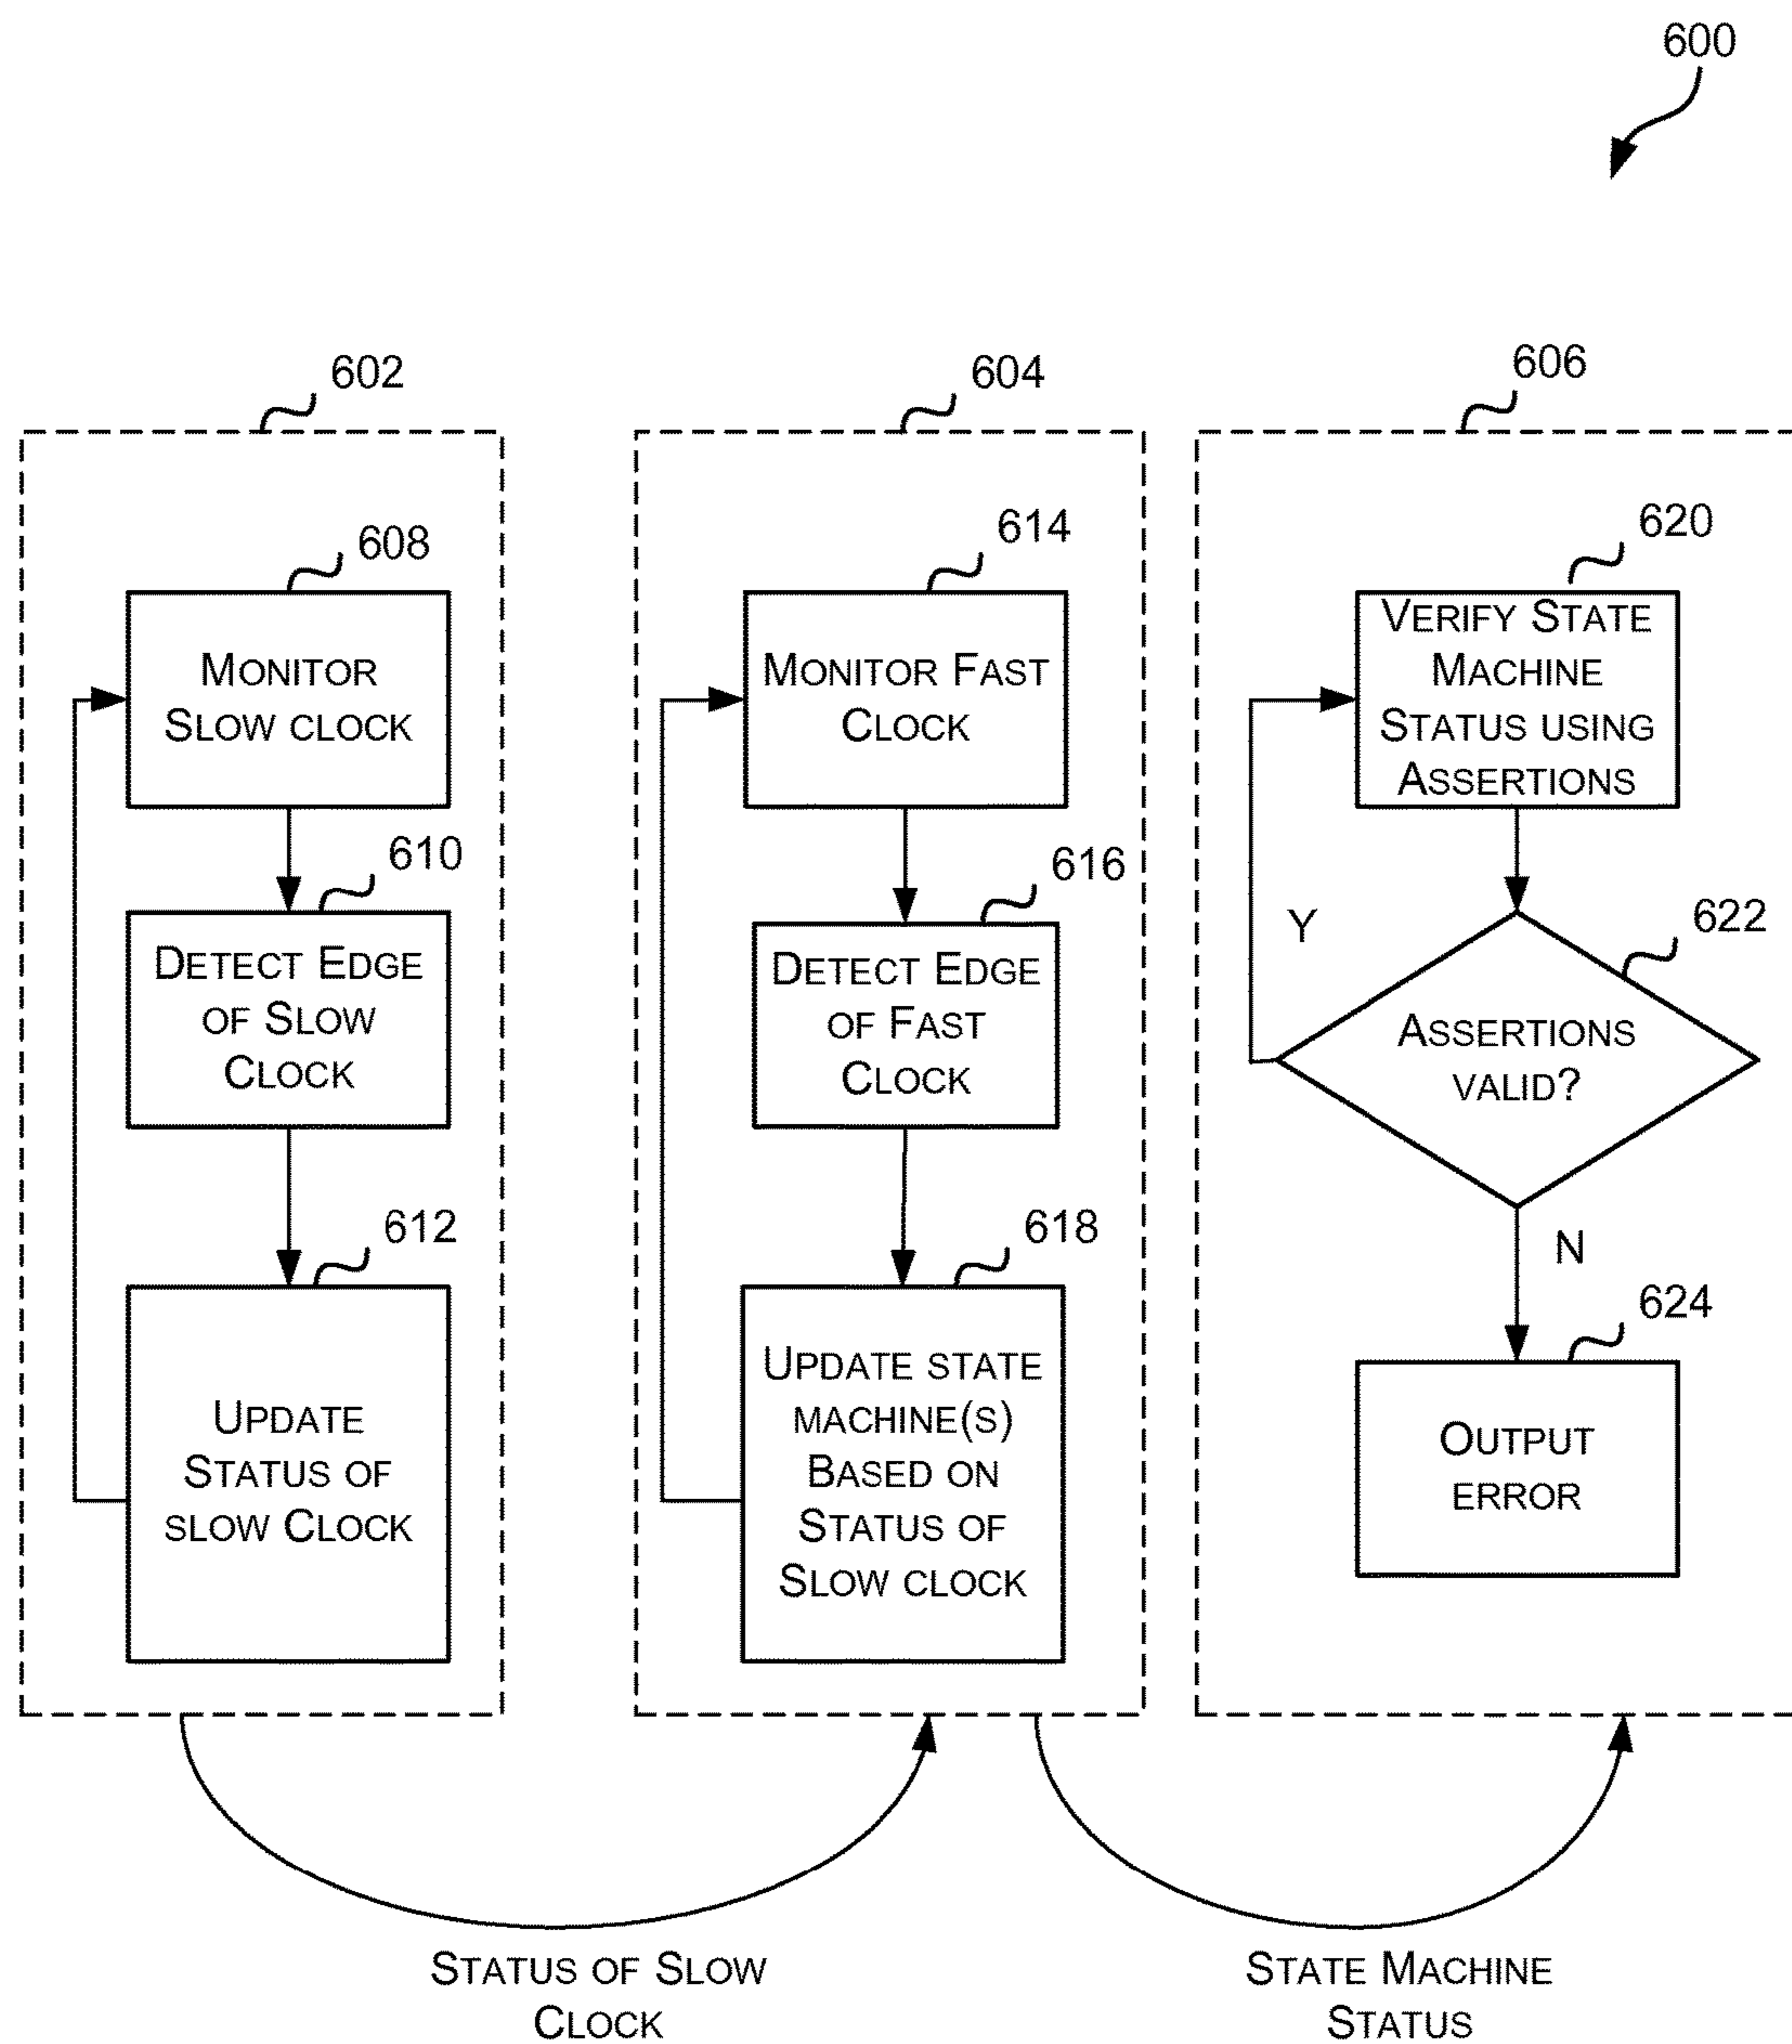 600
602
608
MONITOR
SLOW CLOCK
610
DETECT EDGE
OF SLOW
CLOCK
612
UPDATE
STATUS OF
SLOW CLOCK
604
614
MONITOR FAST
CLOCK
616
DETECT EDGE
OF FAST
CLOCK
618
UPDATE STATE
MACHINE(S)
BASED ON
STATUS OF
SLOW CLOCK
606
620
VERIFY STATE
MACHINE
STATUS USING
ASSERTIONS
622
Y
ASSERTIONS
VALID?
N
624
OUTPUT
ERROR
STATUS OF SLOW
CLOCK
STATE MACHINE
STATUS